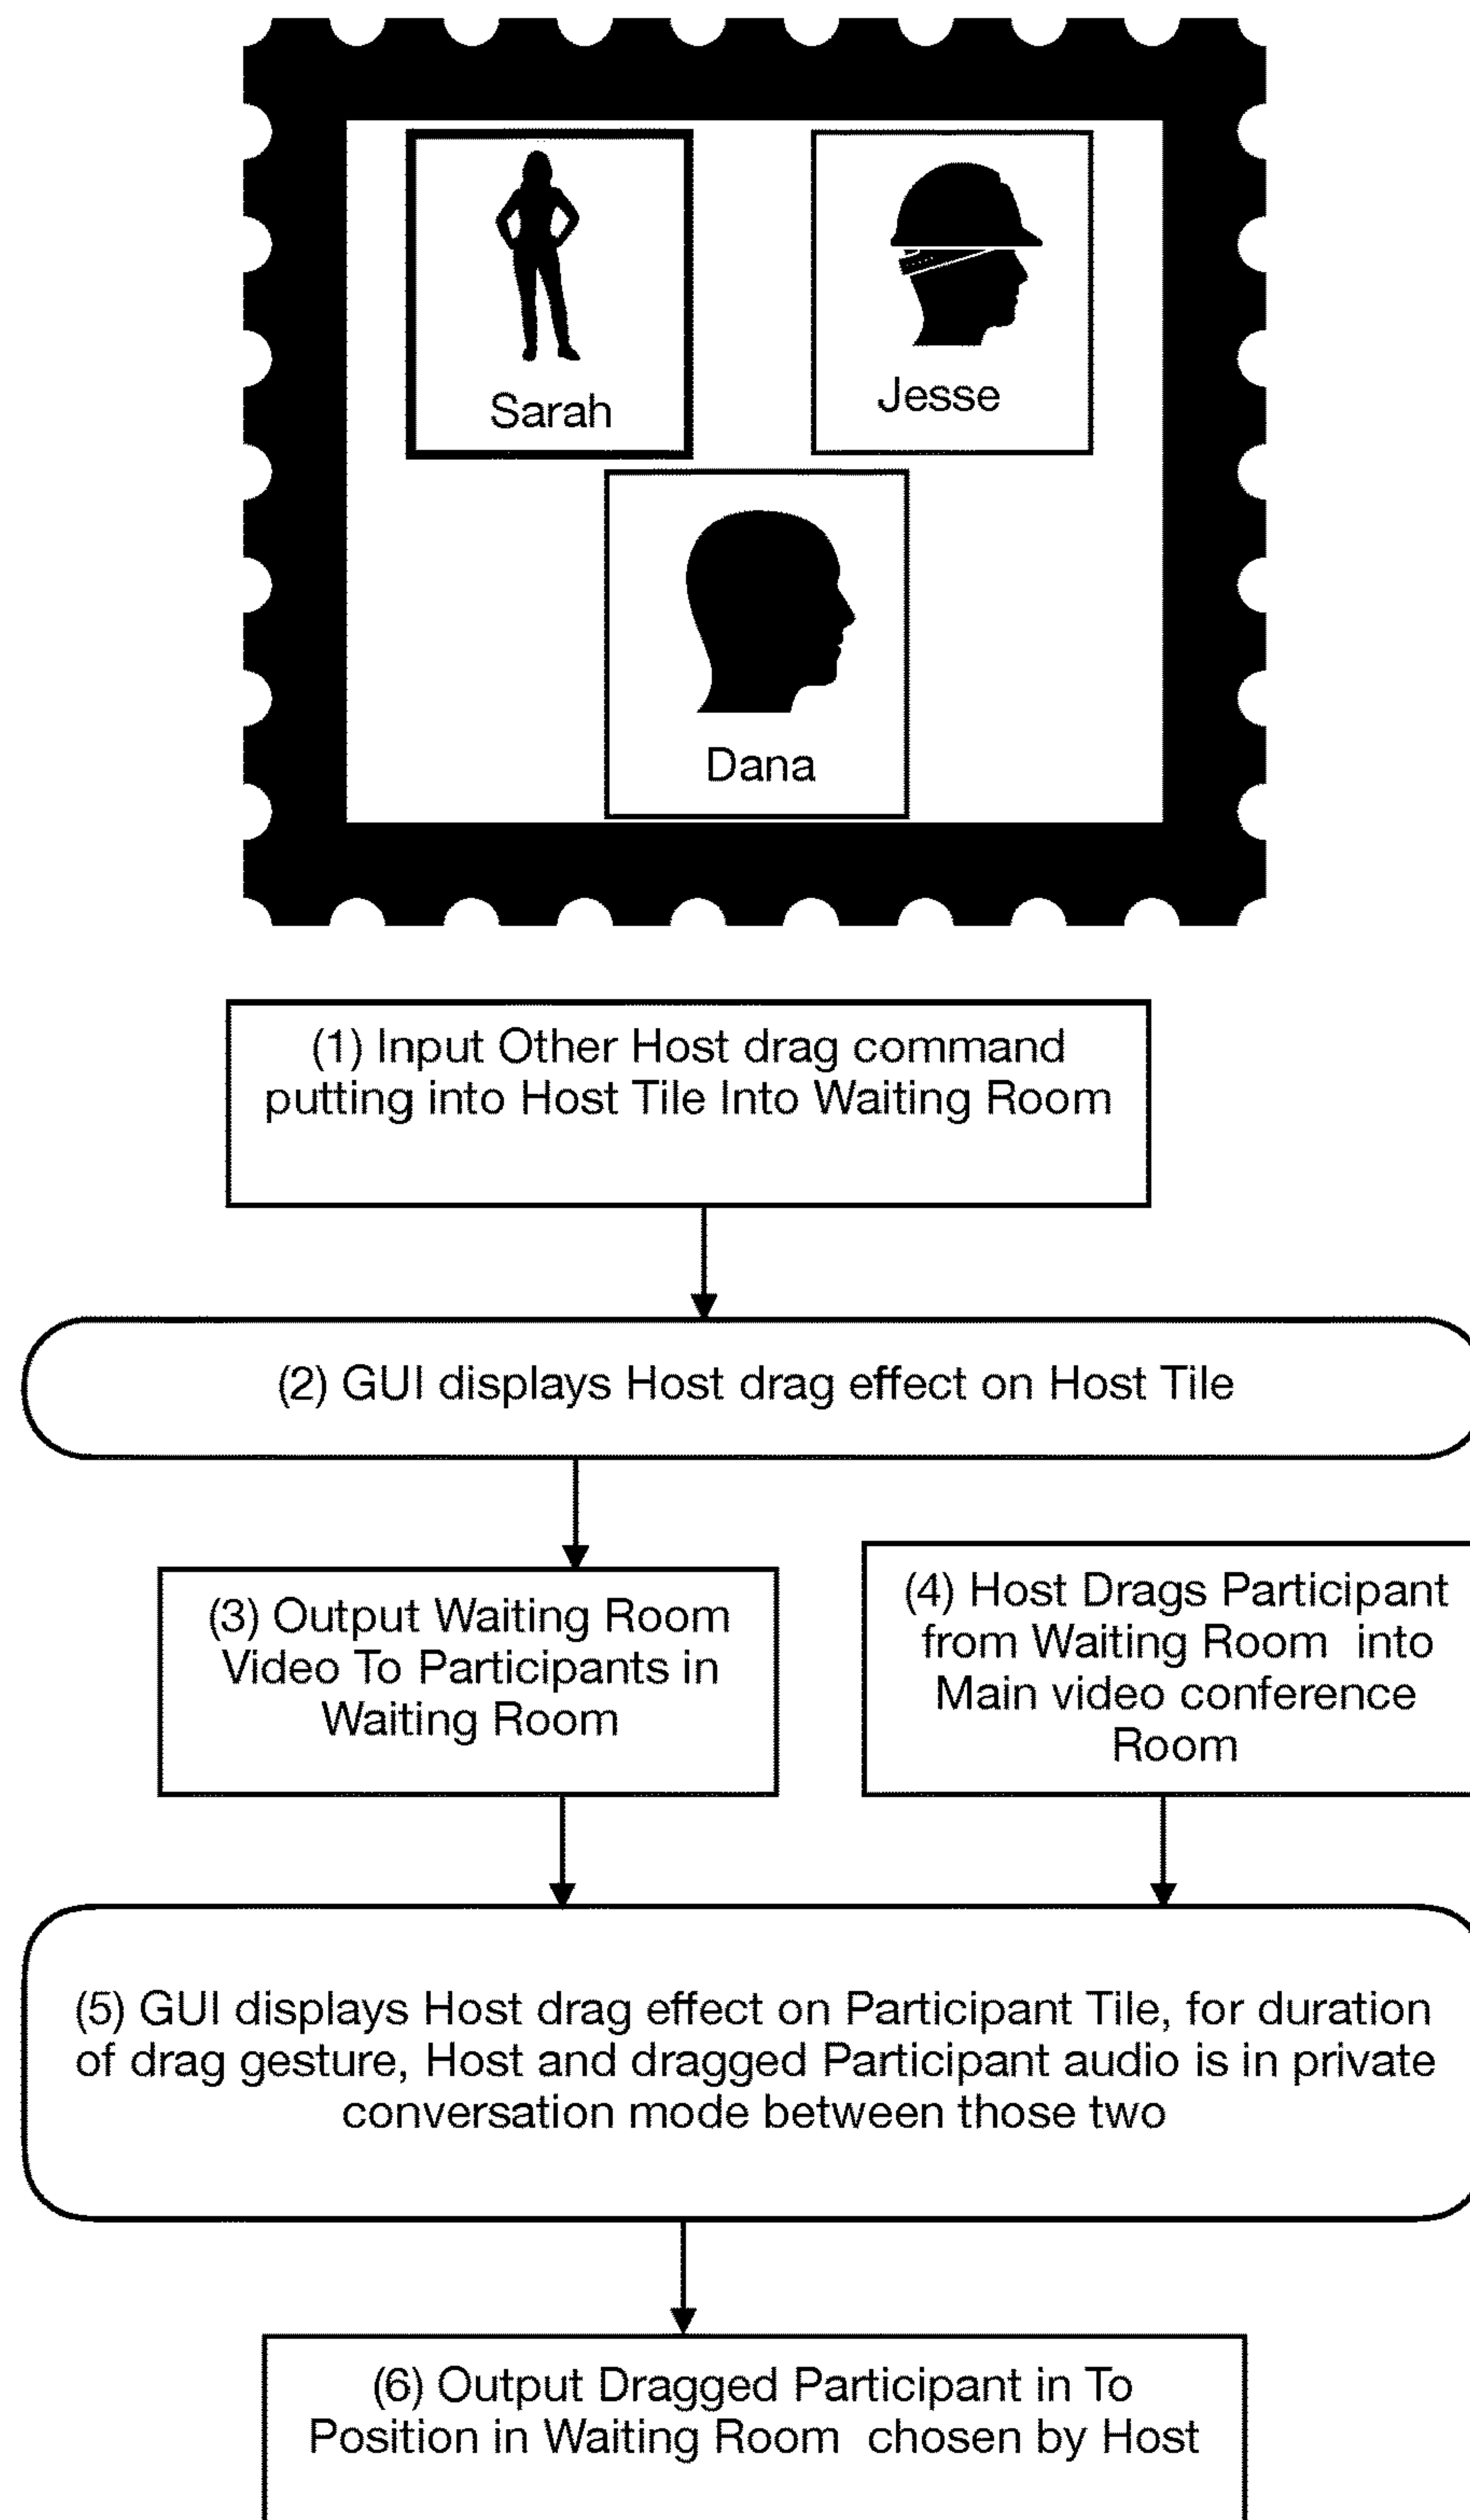 Sarah
Jesse
Dana
(1) Input Other Host drag command
putting into Host Tile Into Waiting Room
(2) GUI displays Host drag effect on Host Tile
(3) Output Waiting Room
Video To Participants in
Waiting Room
(4) Host Drags Participant
from Waiting Room into
Main video conference
Room
(5) GUI displays Host drag effect on Participant Tile, for duration
of drag gesture, Host and dragged Participant audio is in private
conversation mode between those two
(6) Output Dragged Participant in To
Position in Waiting Room chosen by Host